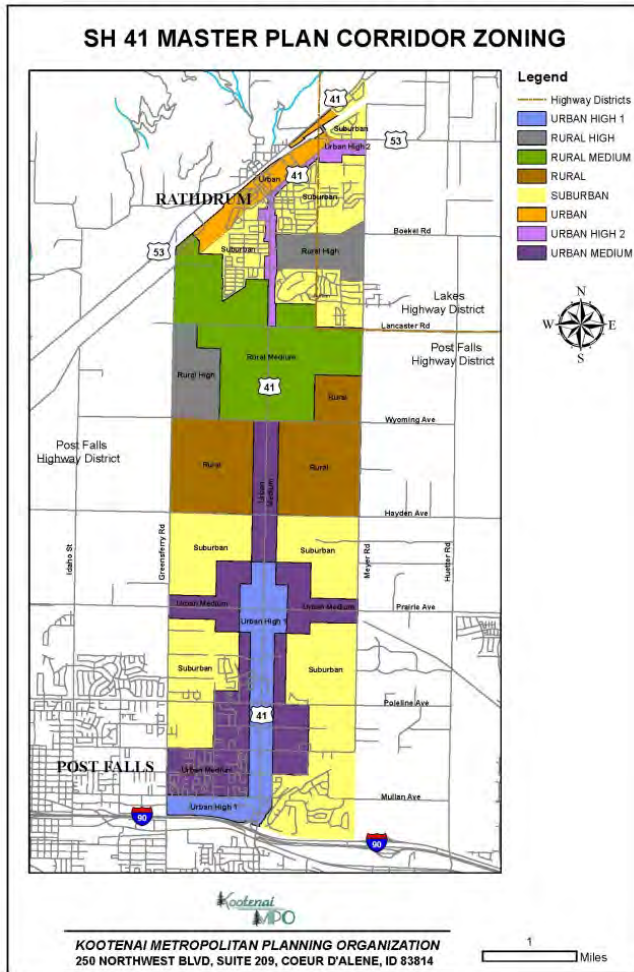 SH 41 MASTER PLAN CORRIDOR ZONING
Legend
Highway Districts
URBAN HIGH 1
RURAL HIGH
RURAL MEDIUM
RURAL
SUBURBAN
URBAN
URBAN HIGH 2
URBAN MEDIUM
41
Suburban
53
Urban High 2
Urban
41
RATHDRUM
Suburban
Boekel Rd
53
Suburban
Rural High
Lakes
Highway District
Lancaster Rd
N
W
E
S
Rural Medium
Post Falls
Highway District
Rural High
41
Rural
Wyoming Ave
Post Falls
Highway District
Rural
Urban
Medium
Rural
Hayden Ave
Idaho St
Greensferry Rd
Suburban
Suburban
Meyer Rd
Huetter Rd
Urban Medium
Urban Medium
Prairie Ave
Urban High 1
Suburban
Suburban
Poleline Ave
41
POST FALLS
Urban Medium
Mullan Ave
Urban High 1
90
90
Kootenai
MPO
KOOTENAI METROPOLITAN PLANNING ORGANIZATION
250 NORTHWEST BLVD, SUITE 209, COEUR D'ALENE, ID 83814
1
Miles